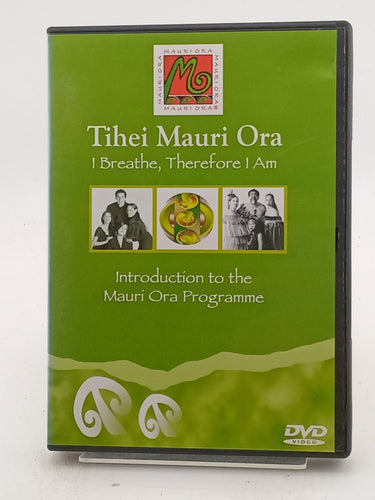 MAURI ORA
MAURI ORA
MAURI ORA
MAURI ORA
Tihei Mauri Ora
I Breathe, Therefore I Am
Introduction to the
Mauri Ora Programme
DVD
VIDEO